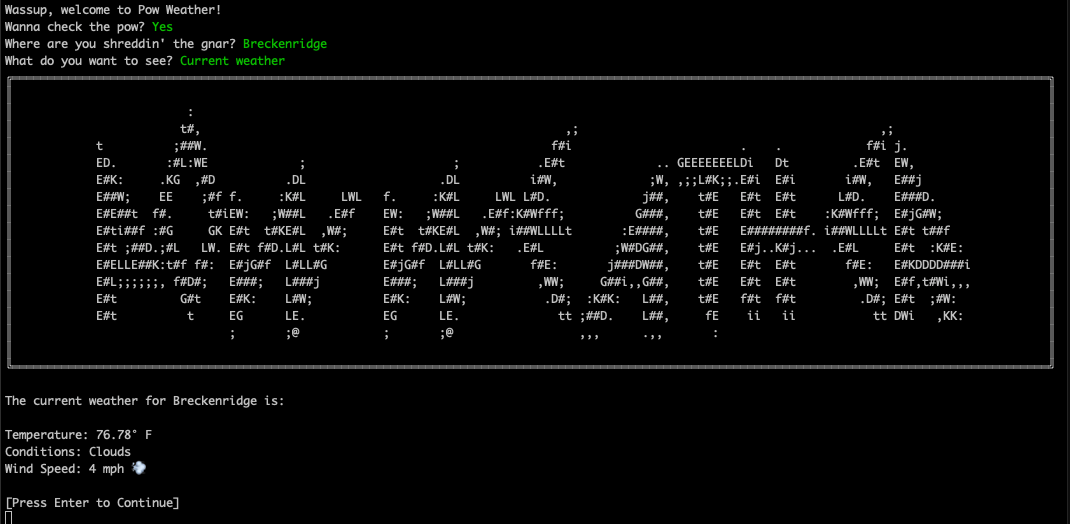 Wassup, welcome to Pow Weather!
Wanna check the pow? Yes
Where are you shreddin' the gnar? Breckenridge
What do you want to see? Current weather
POW WEATHER
The current weather for Breckenridge is:
Temperature: 76.78° F
Conditions: Clouds
Wind Speed: 4 mph 💨
[Press Enter to Continue]